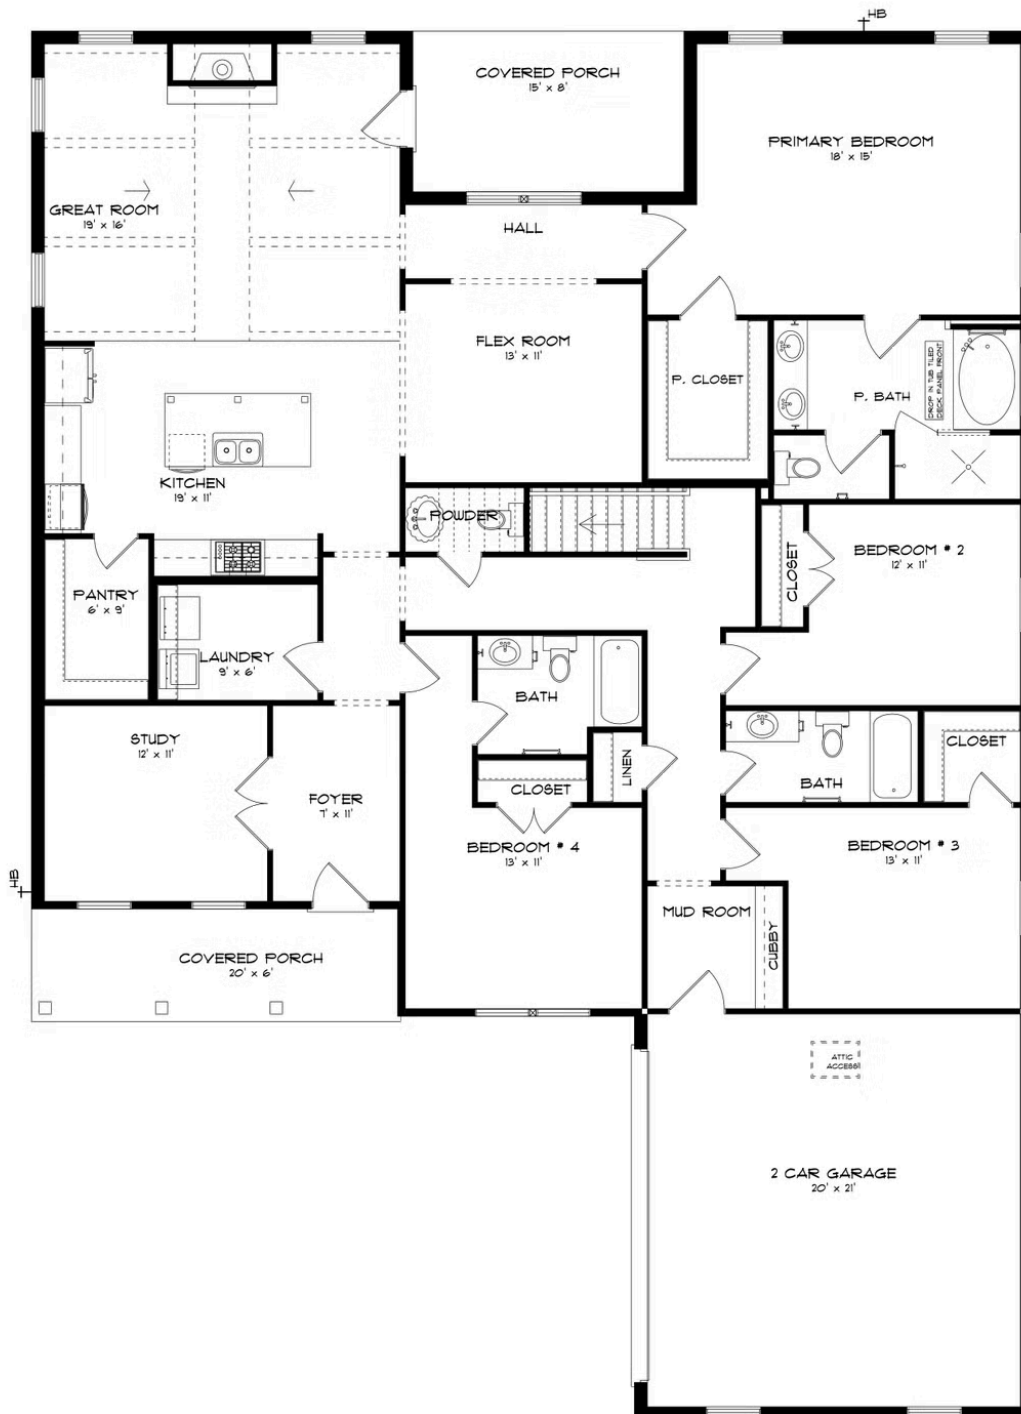 HB
COVERED PORCH
15' x 8'
PRIMARY BEDROOM
18' x 15'
GREAT ROOM
19' x 16'
HALL
FLEX ROOM
13' x 11'
P. CLOSET
DROP IN TUB TILED
DECK, PANEL FRONT
P. BATH
KITCHEN
19' x 11'
POWDER
CLOSET
BEDROOM # 2
12' x 11'
PANTRY
6' x 9'
LAUNDRY
9' x 6'
BATH
STUDY
12' x 11'
FOYER
7' x 11'
LINEN
CLOSET
BATH
CLOSET
BEDROOM # 4
13' x 11'
BEDROOM # 3
13' x 11'
HB
MUD ROOM
CUBBY
COVERED PORCH
20' x 6'
ATTIC
ACCESS
2 CAR GARAGE
20' x 21'